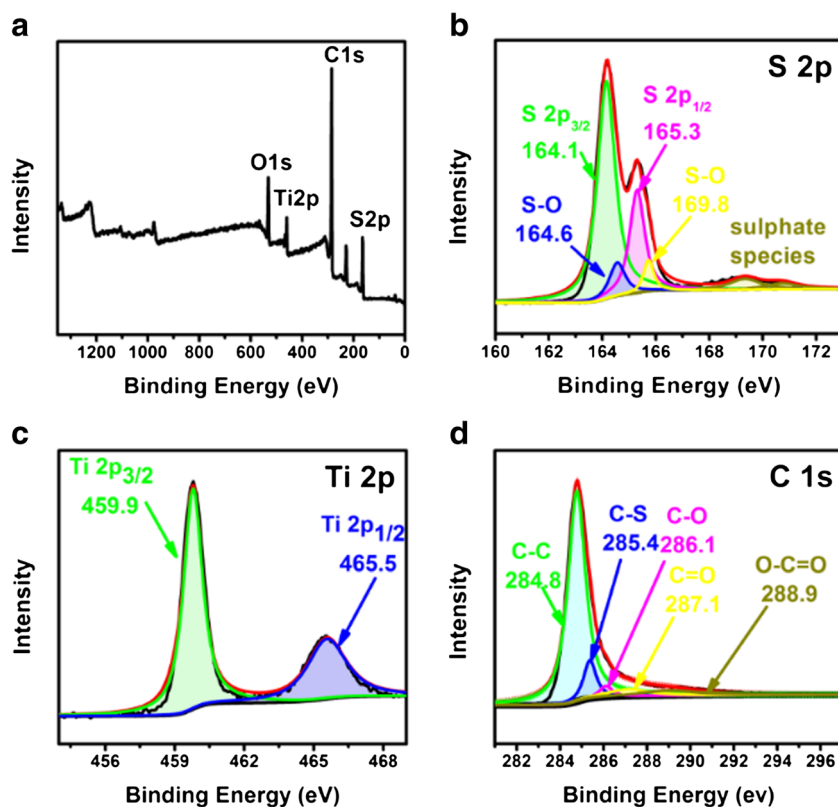 a
C1s
O1s
Ti2p
S2p
Intensity
1200 1000 800 600 400 200 0
Binding Energy (eV)
b
S 2p
S 2p1/2
165.3
S 2p3/2
164.1
S-O
169.8
S-O
164.6
sulphate
species
Intensity
160 162 164 166 168 170 172
Binding Energy (eV)
c
Ti 2p
Ti 2p3/2
459.9
Ti 2p1/2
465.5
Intensity
456 459 462 465 468
Binding Energy (eV)
d
C 1s
C-S
285.4
C-O
286.1
C-C
284.8
C=O
287.1
O-C=O
288.9
Intensity
282 284 286 288 290 292 294 296
Binding Energy (ev)